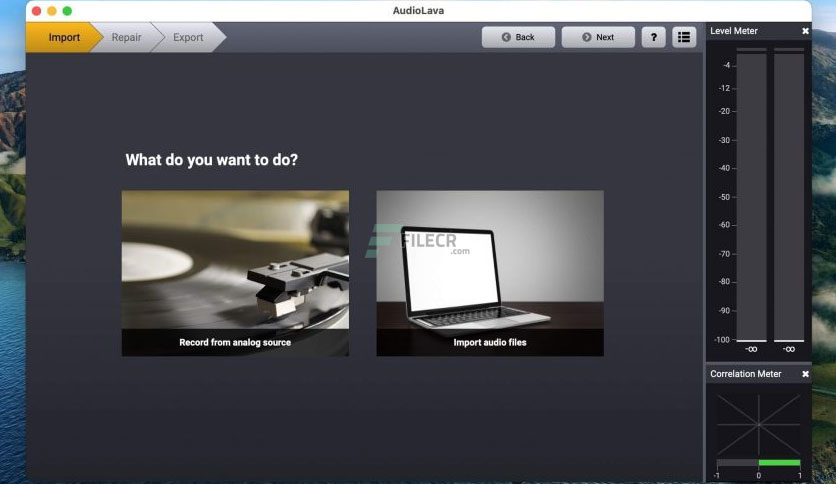 AudioLava
Import
Repair
Export
Back
Next
?
Level Meter
-4
-12
-20
-30
-40
-50
-60
-70
-80
-90
-100
-∞
-∞
What do you want to do?
FILECR
.com
Record from analog source
Import audio files
Correlation Meter
-1
0
1